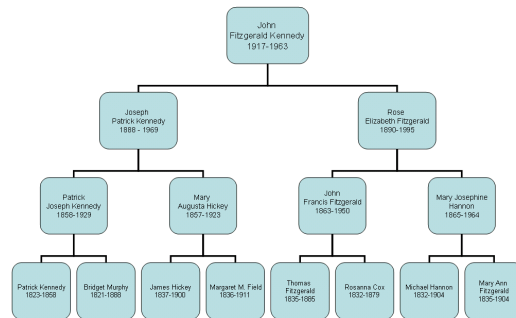 John
Fitzgerald Kennedy
1917-1963
Joseph
Patrick Kennedy
1888 - 1969
Rose
Elizabeth Fitzgerald
1890-1995
Patrick
Joseph Kennedy
1858-1929
Mary
Augusta Hickey
1857-1923
John
Francis Fitzgerald
1863-1950
Mary Josephine
Hannon
1865-1964
Patrick Kennedy
1823-1858
Bridget Murphy
1821-1888
James Hickey
1837-1900
Margaret M. Field
1836-1911
Thomas
Fitzgerald
1835-1885
Rosanna Cox
1832-1879
Michael Hannon
1832-1904
Mary Ann
Fitzgerald
1835-1904